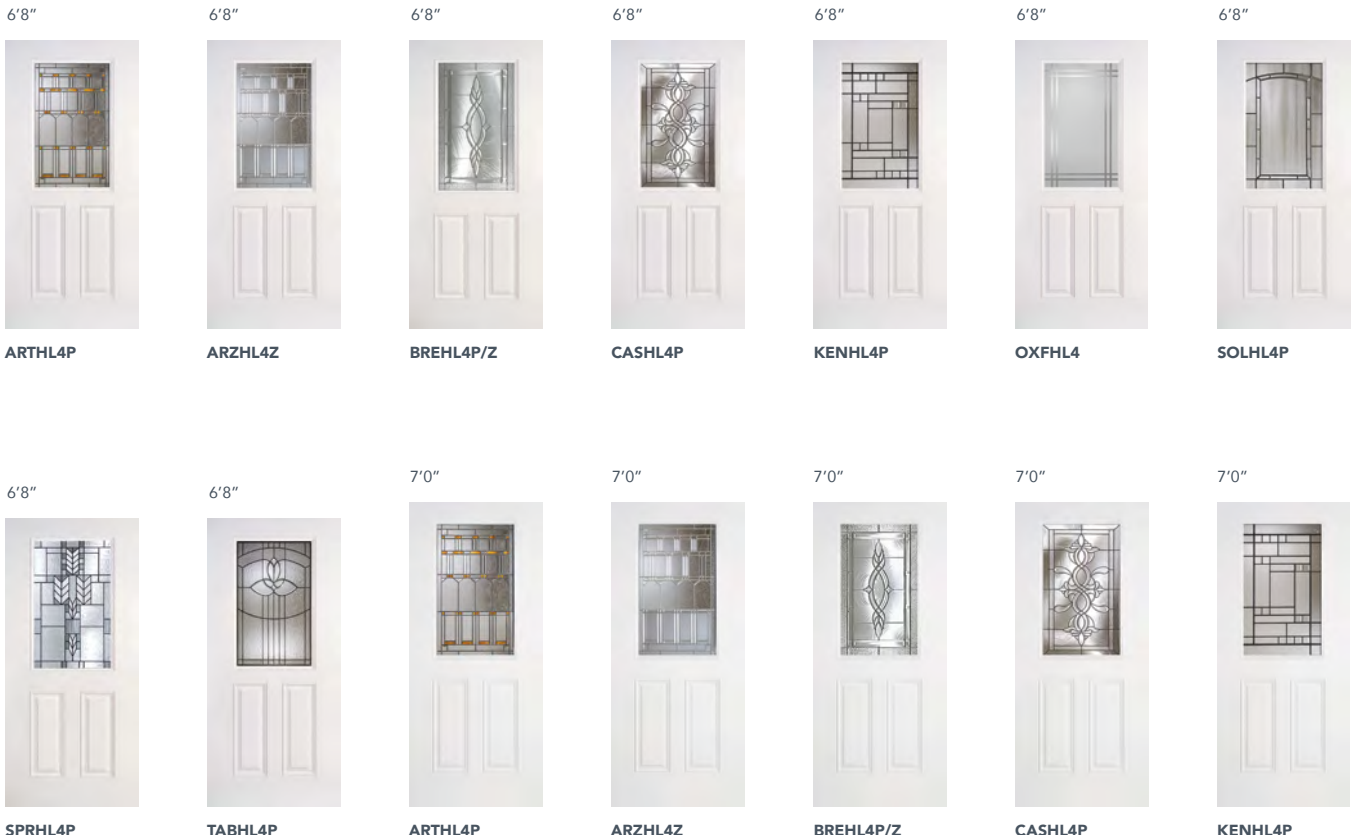 6’8” 6’8” 6’8” 6’8” 6’8” 6’8” 6’8”
ARTHL4P ARZHL4Z BREHL4P/Z CASHL4P KENHL4P OXFHL4 SOLHL4P
7’0” 7’0” 7’0” 7’0” 7’0”
6’8” 6’8”
SPRHL4P TABHL4P ARTHL4P ARZHL4Z BREHL4P/Z CASHL4P KENHL4P